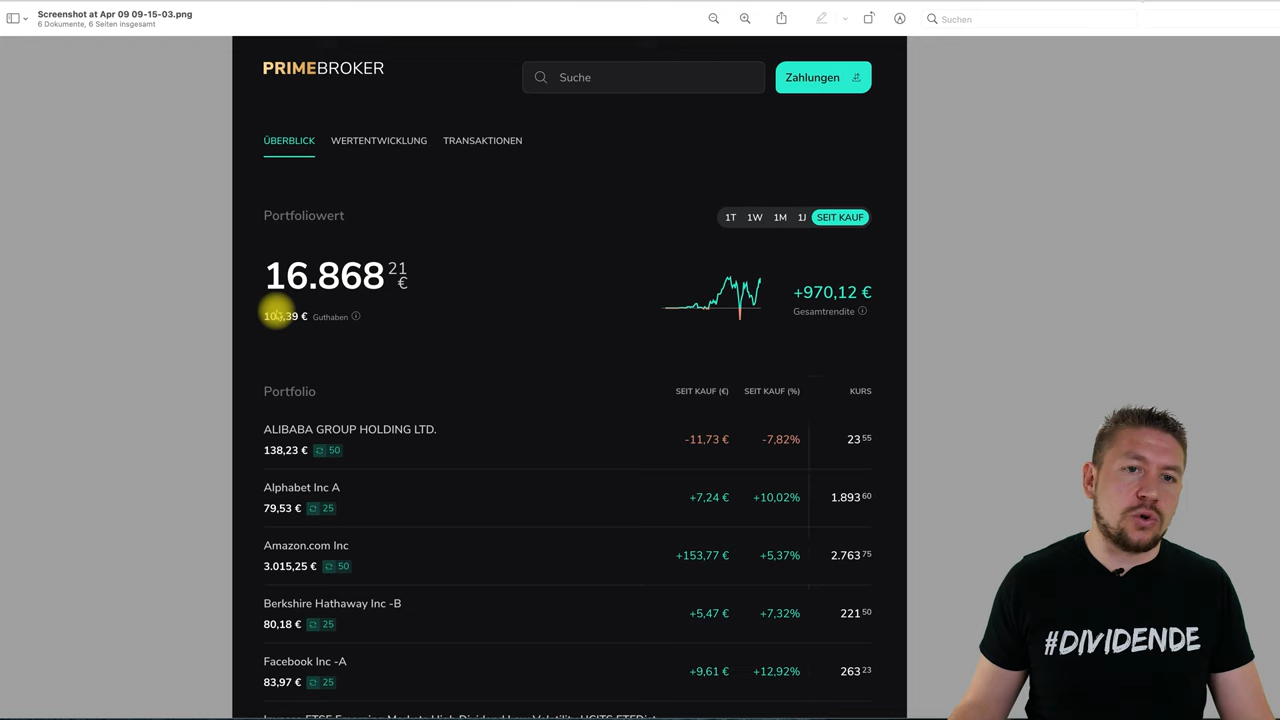 Screenshot at Apr 09 09-15-03.png
6 Dokumente, 6 Seiten insgesamt
Suchen
PRIMEBROKER
Suche
Zahlungen
ÜBERBLICK WERTENTWICKLUNG TRANSAKTIONEN
Portfoliowert
1T 1W 1M 1J SEIT KAUF
16.868 21 €
+970,12 €
Gesamtrendite
Guthaben
Portfolio SEIT KAUF (€) SEIT KAUF (%) KURS
ALIBABA GROUP HOLDING LTD.
138,23 € 50 -11,73 € -7,82% 23 55
Alphabet Inc A
79,53 € 25 +7,24 € +10,02% 1.893 60
Amazon.com Inc
3.015,25 € 50 +153,77 € +5,37% 2.763 75
Berkshire Hathaway Inc -B
80,18 € 25 +5,47 € +7,32% 221 50
Facebook Inc -A
83,97 € 25 +9,61 € +12,92% 263 23
#DIVIDENDE